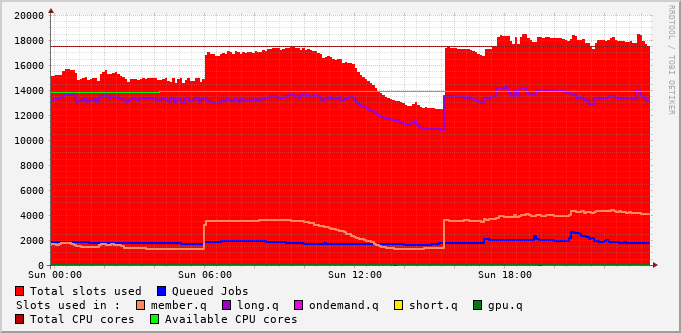 RRDTOOL / TOBI OETIKER
20000
18000
16000
14000
12000
10000
8000
6000
4000
2000
0
Sun 00:00 Sun 06:00 Sun 12:00 Sun 18:00
Total slots used Queued Jobs
Slots used in : member.q long.q ondemand.q short.q gpu.q
Total CPU cores Available CPU cores